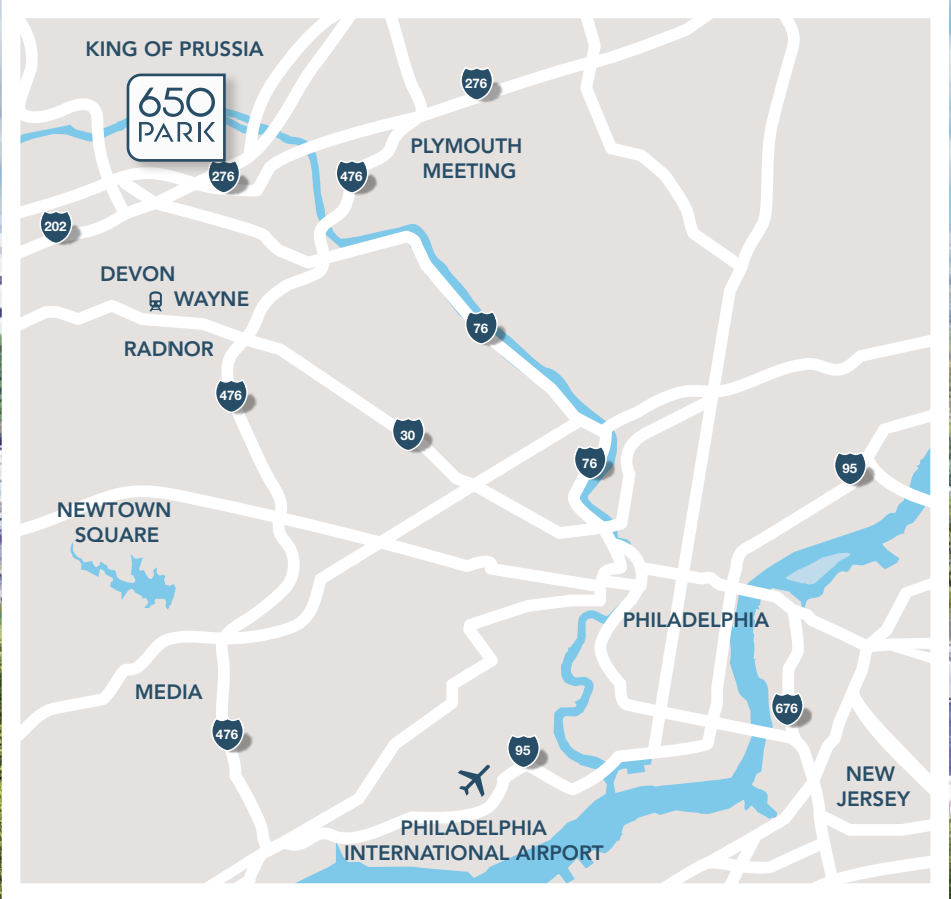 KING OF PRUSSIA
276
650
PARK
PLYMOUTH
MEETING
276
476
202
DEVON
WAYNE
76
RADNOR
476
30
76
95
NEWTOWN
SQUARE
PHILADELPHIA
MEDIA
676
476
95
NEW
JERSEY
PHILADELPHIA
INTERNATIONAL AIRPORT